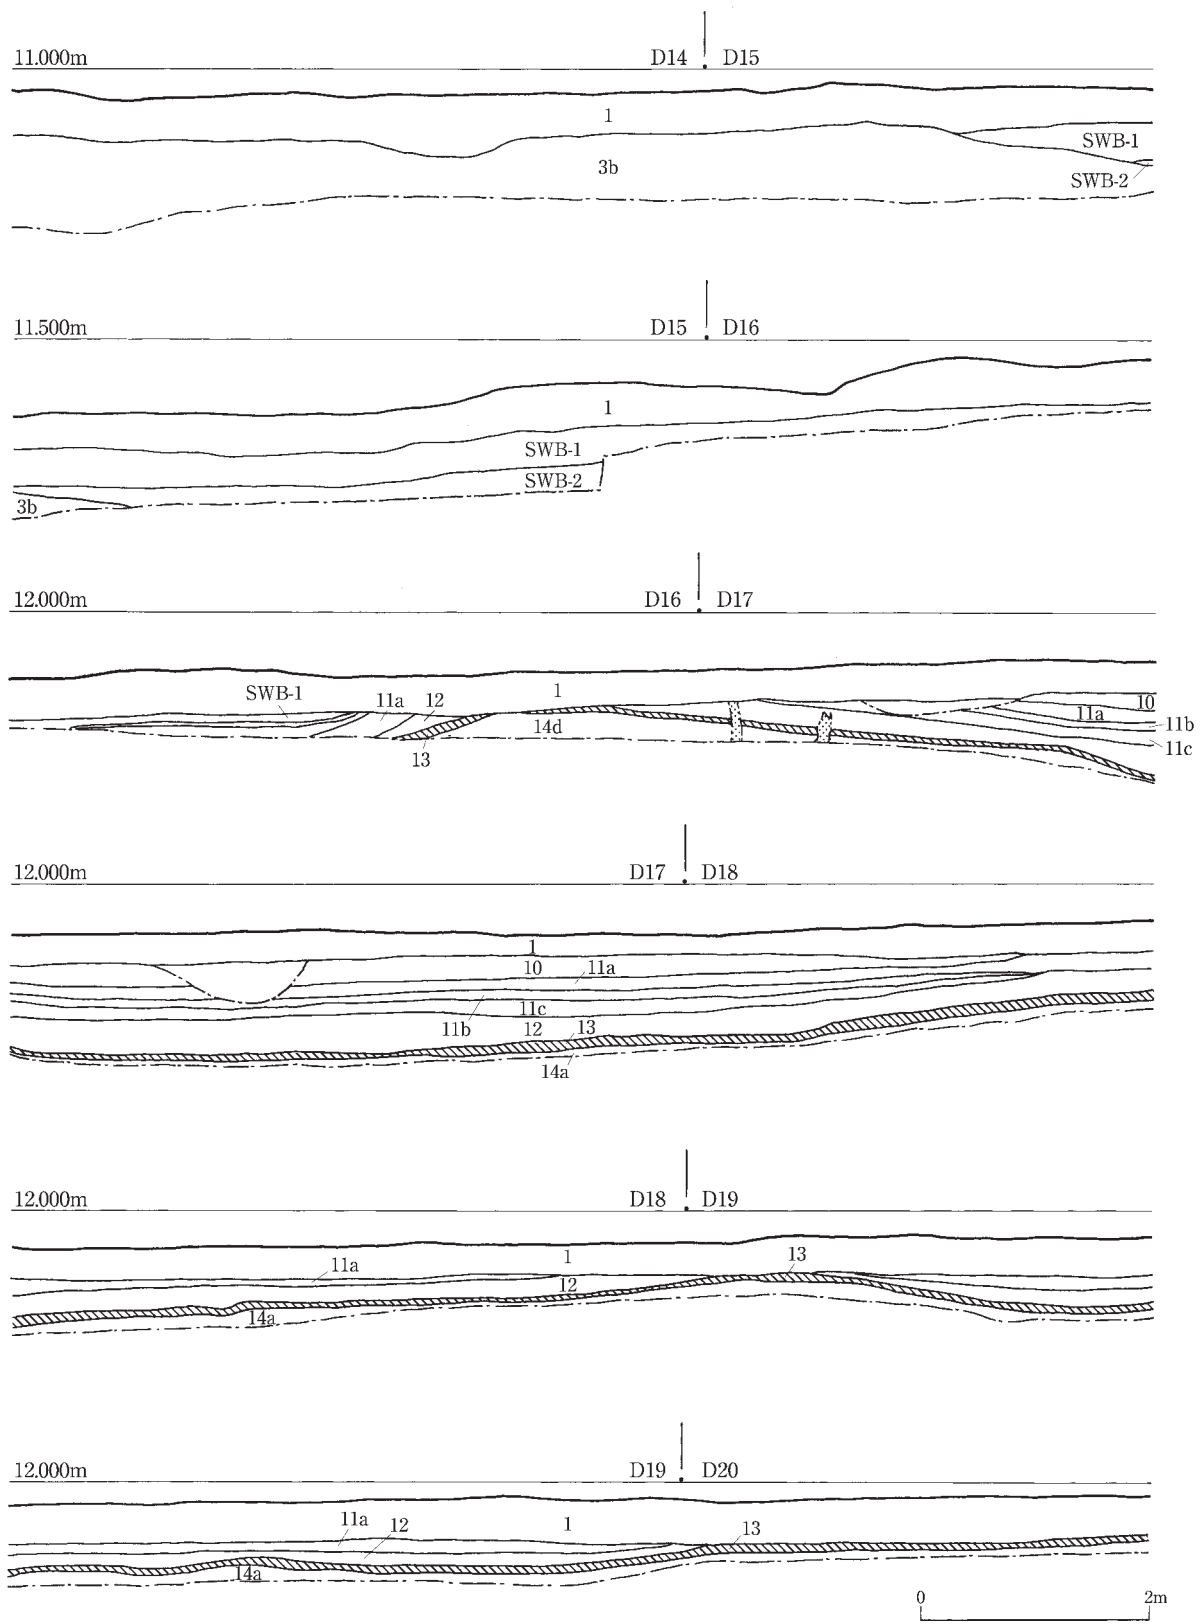 11.000m D14 D15
1
SWB-1
3b
SWB-2
11.500m D15 D16
1
SWB-1
SWB-2
3b
12.000m D16 D17
SWB-1 11a 12 1 10
11a
14d 11b
11c
13
12.000m D17 D18
1
10 11a
11c
11b 12 13
14a
12.000m D18 D19
11a 1 13
12
14a
12.000m D19 D20
11a 12 1 13
14a
0 2m